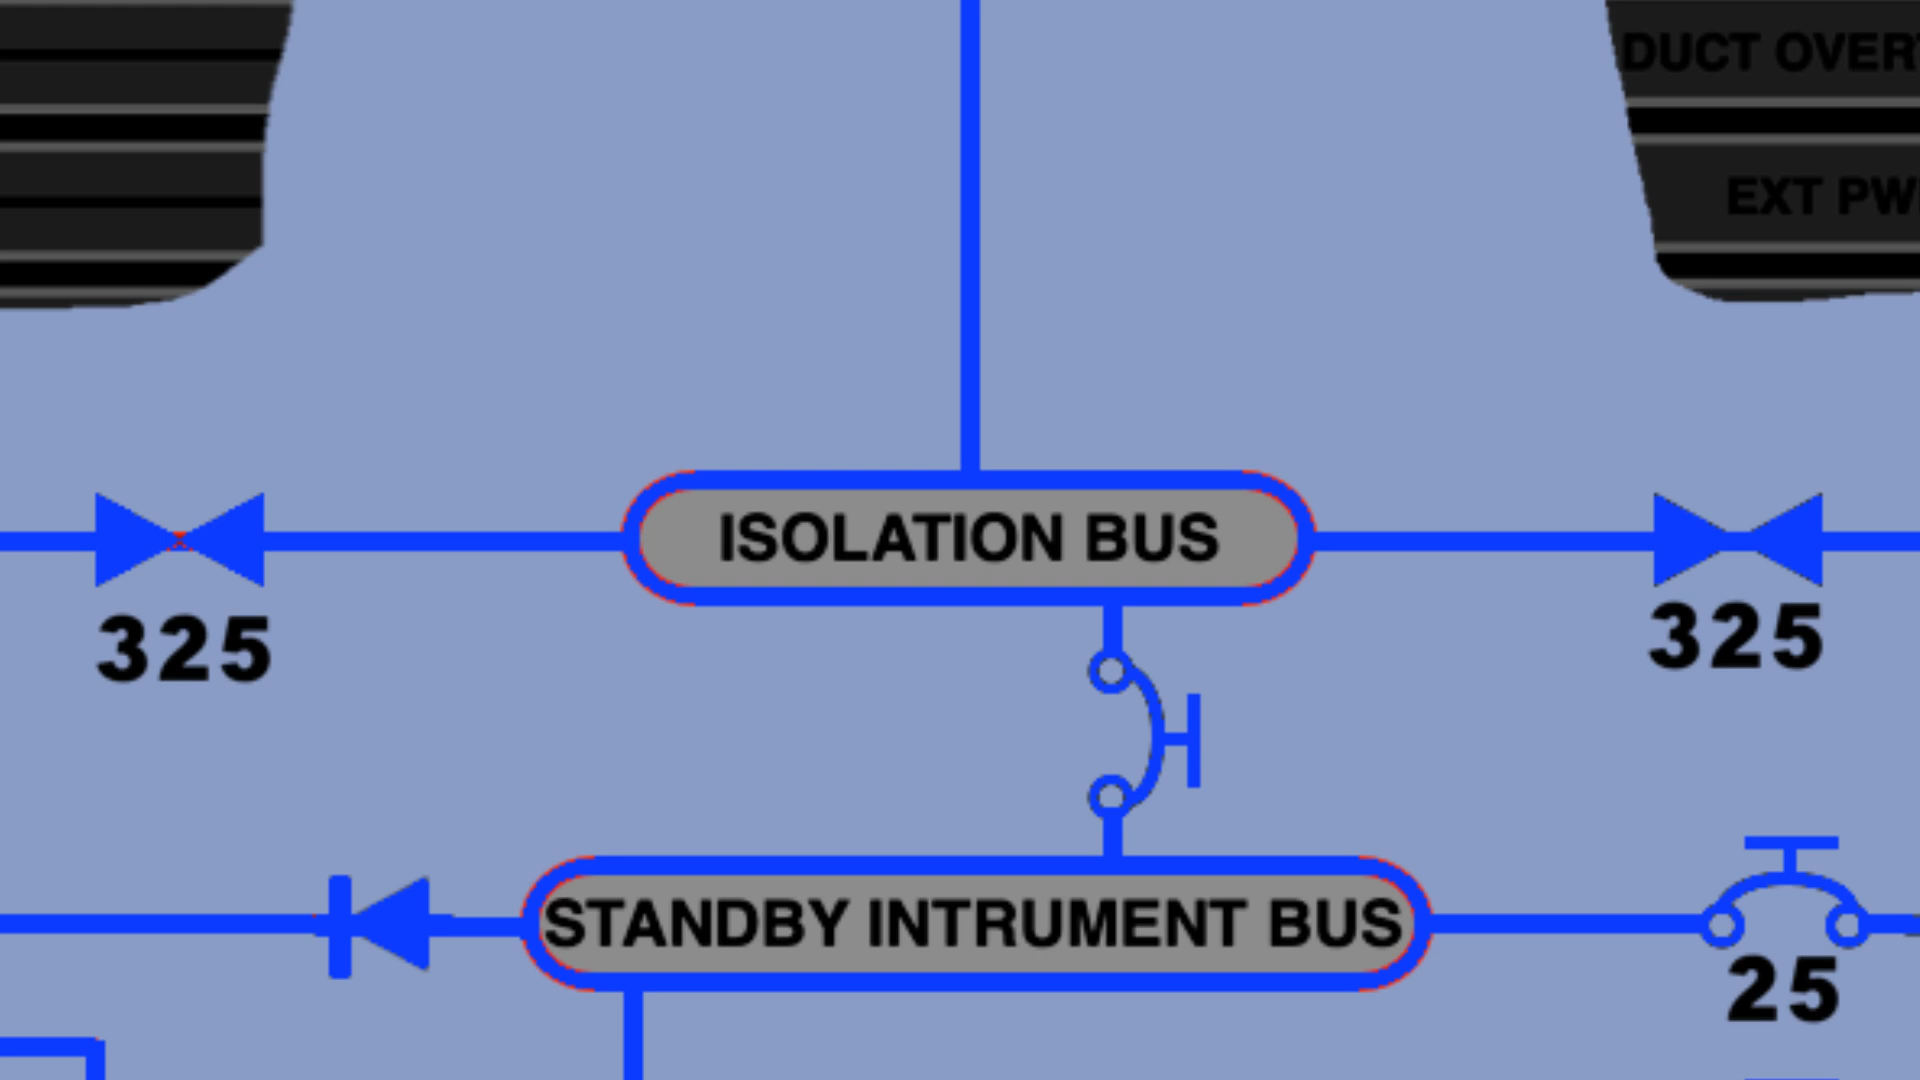 DUCT OVER
EXT PW
ISOLATION BUS
325
325
STANDBY INTRUMENT BUS
25